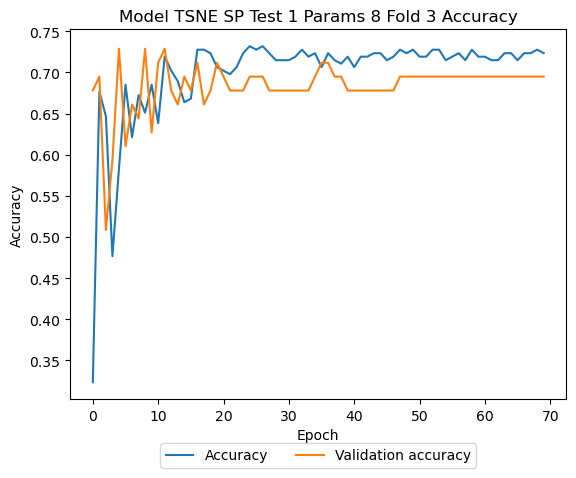 Model TSNE SP Test 1 Params 8 Fold 3 Accuracy
0.75
0.70
0.65
0.60
0.55
0.50
0.45
0.40
0.35
Accuracy
0 10 20 30 40 50 60 70
Epoch
Accuracy Validation accuracy